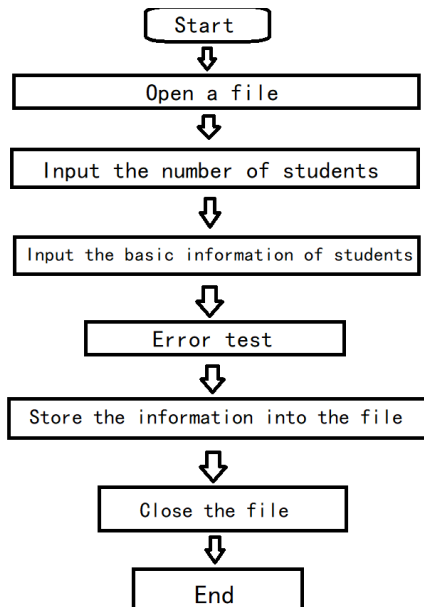 Start
Open a file
Input the number of students
Input the basic information of students
Error test
Store the information into the file
Close the file
End